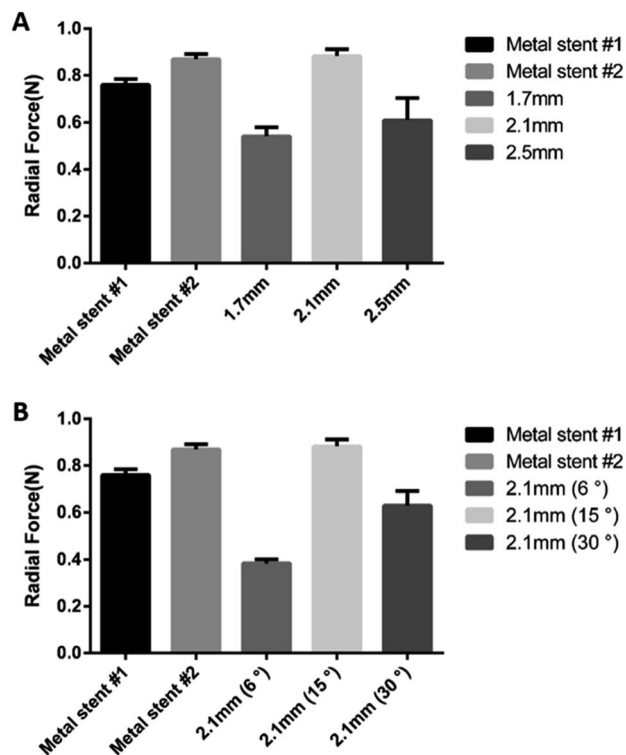 A
Radial Force(N)
1.0
0.8
0.6
0.4
0.2
0.0
Metal stent #1
Metal stent #2
1.7mm
2.1mm
2.5mm
Metal stent #1
Metal stent #2
1.7mm
2.1mm
2.5mm
B
Radial Force(N)
1.0
0.8
0.6
0.4
0.2
0.0
Metal stent #1
Metal stent #2
2.1mm (6 °)
2.1mm (15 °)
2.1mm (30 °)
Metal stent #1
Metal stent #2
2.1mm (6 °)
2.1mm (15 °)
2.1mm (30 °)